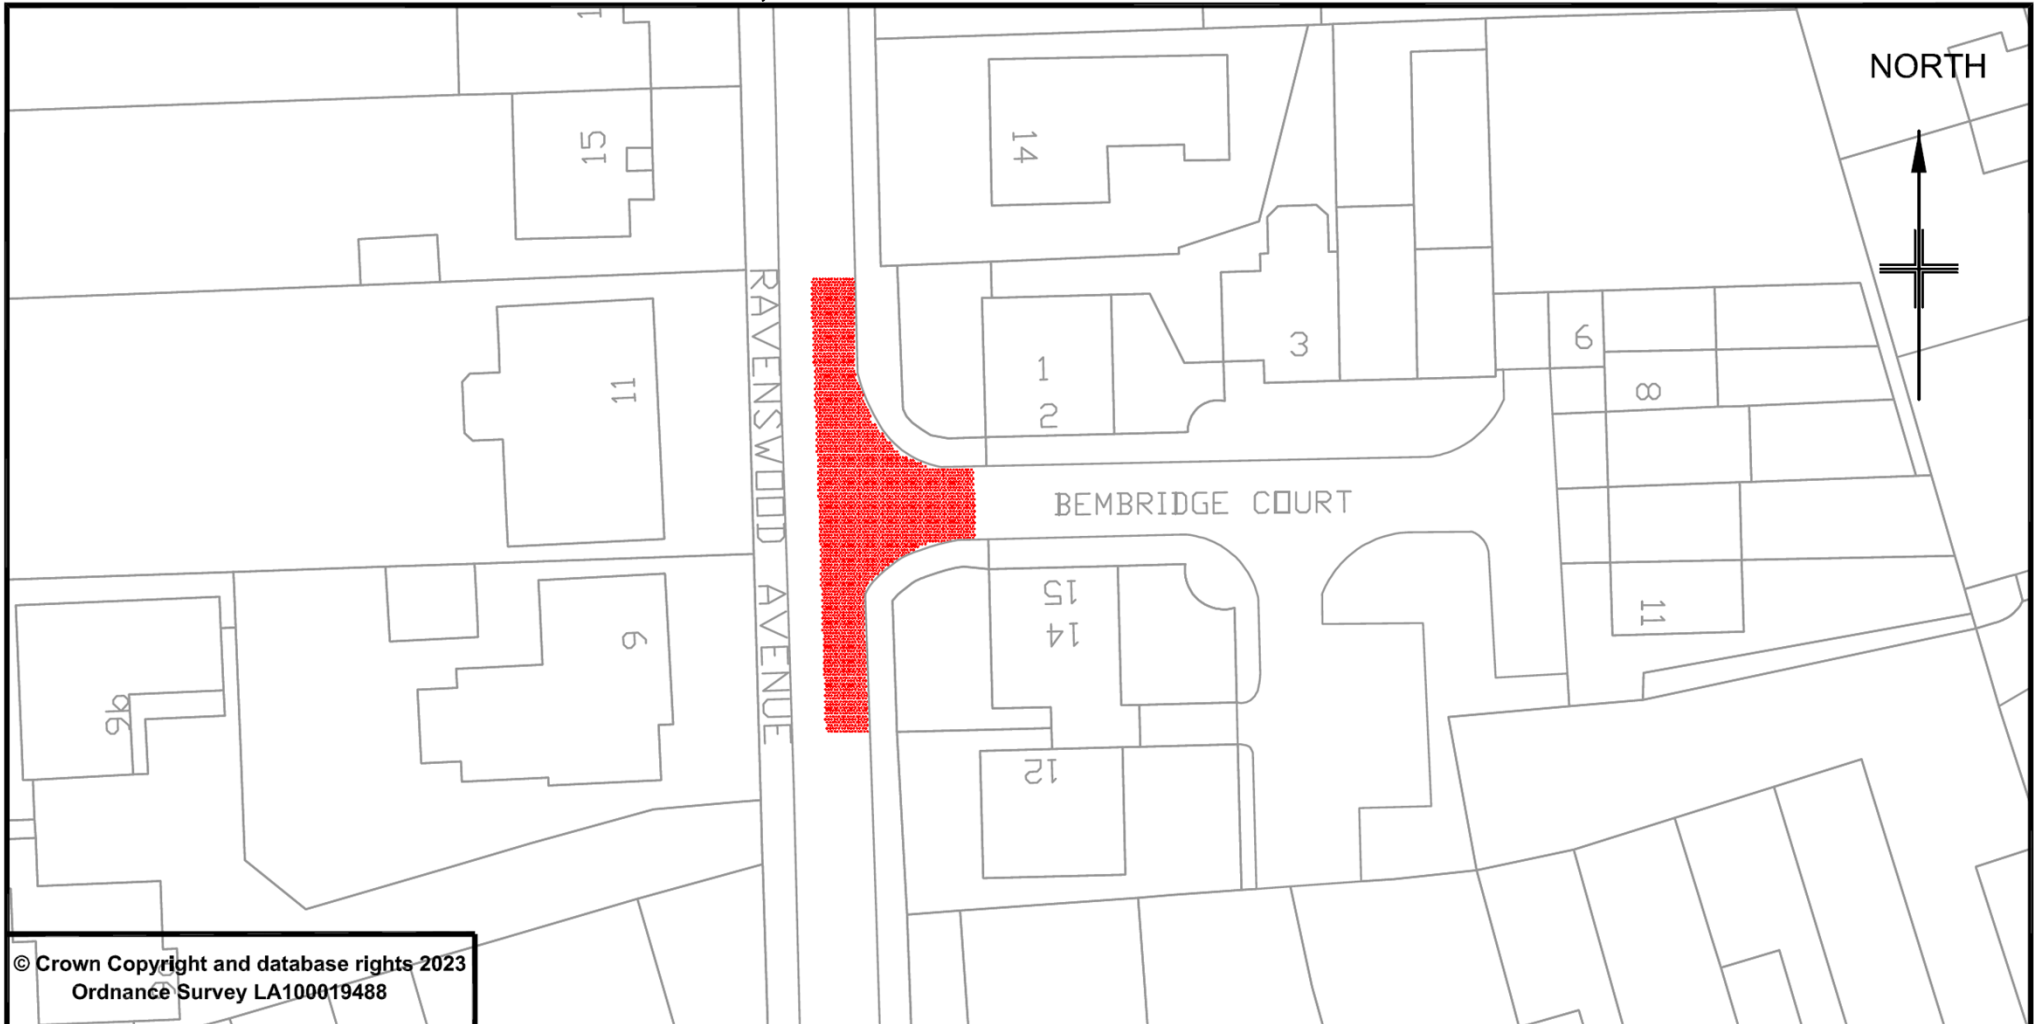 NORTH
15
14
RAVENSWOOD AVENUE
11
1
2
3
6
8
BEMBRIDGE COURT
15
14
11
9
9b
12
© Crown Copyright and database rights 2023
Ordnance Survey LA100019488